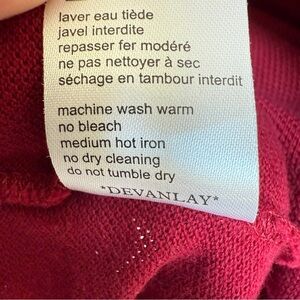 laver eau tiède
javel interdite
repasser fer modéré
ne pas nettoyer à sec
séchage en tambour interdit
machine wash warm
no bleach
medium hot iron
no dry cleaning
do not tumble dry
*DEVANLAY*